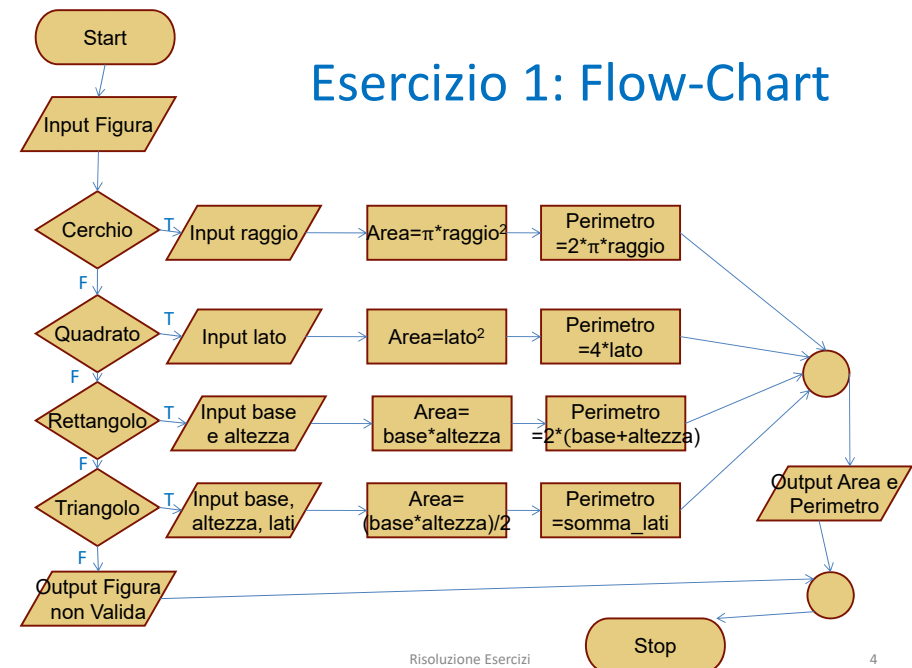 Start
Esercizio 1: Flow-Chart
Input Figura
Cerchio
T
Input raggio
Area=π*raggio²
Perimetro
=2*π*raggio
F
Quadrato
T
Input lato
Area=lato²
Perimetro
=4*lato
F
Rettangolo
T
Input base
e altezza
Area=
base*altezza
Perimetro
=2*(base+altezza)
F
Triangolo
T
Input base,
altezza, lati
Area=
(base*altezza)/2
Perimetro
=somma_lati
Output Area e
Perimetro
F
Output Figura
non Valida
Stop
Risoluzione Esercizi
4